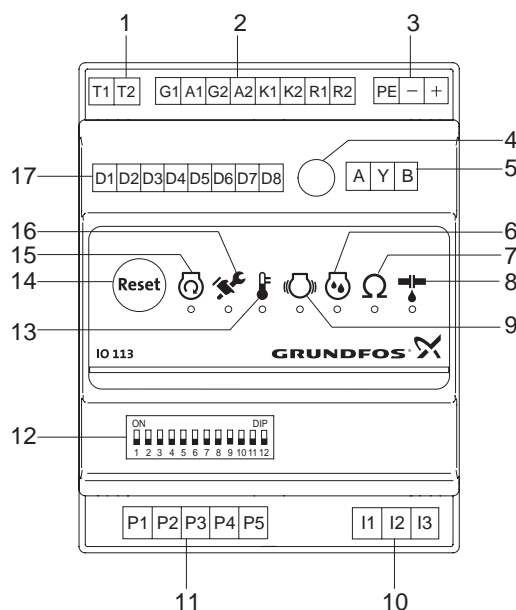 1 2 3
T1 T2 G1 A1 G2 A2 K1 K2 R1 R2 PE − +
4
17 D1 D2 D3 D4 D5 D6 D7 D8 A Y B 5
16 6
15 7
14 Reset Ω 8
13 9
IO 113 GRUNDFOS
ON DIP
12
1 2 3 4 5 6 7 8 9 10 11 12
P1 P2 P3 P4 P5 I1 I2 I3
11 10